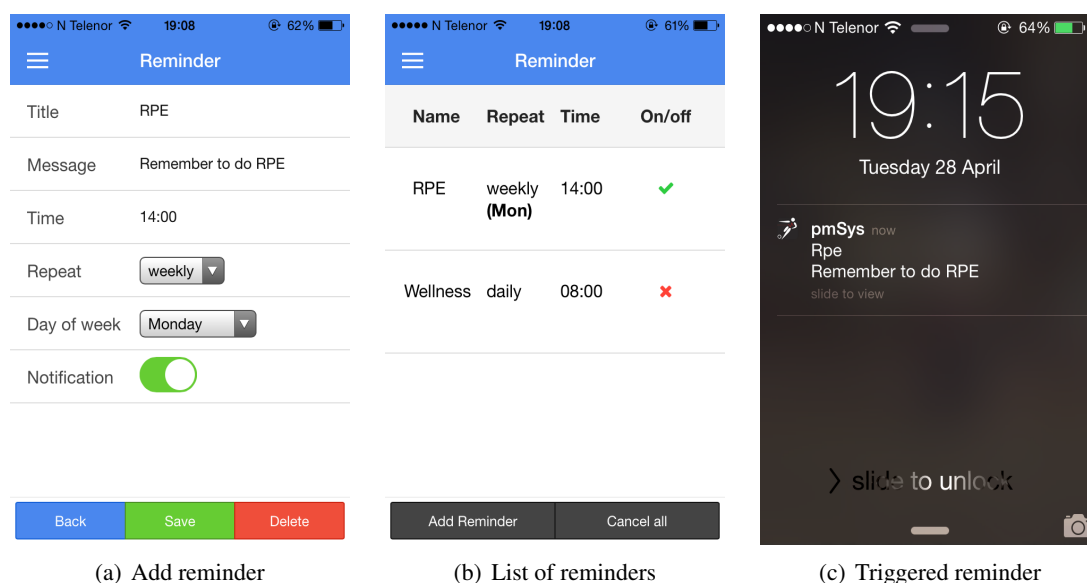 N Telenor 19:08 62%
Reminder
Title RPE
Message Remember to do RPE
Time 14:00
Repeat weekly
Day of week Monday
Notification
Back Save Delete
(a) Add reminder
N Telenor 19:08 61%
Reminder
Name Repeat Time On/off
RPE weekly 14:00
(Mon)
Wellness daily 08:00
Add Reminder Cancel all
(b) List of reminders
N Telenor 64%
19:15
Tuesday 28 April
pmSys now
Rpe
Remember to do RPE
slide to view
slide to unlock
(c) Triggered reminder